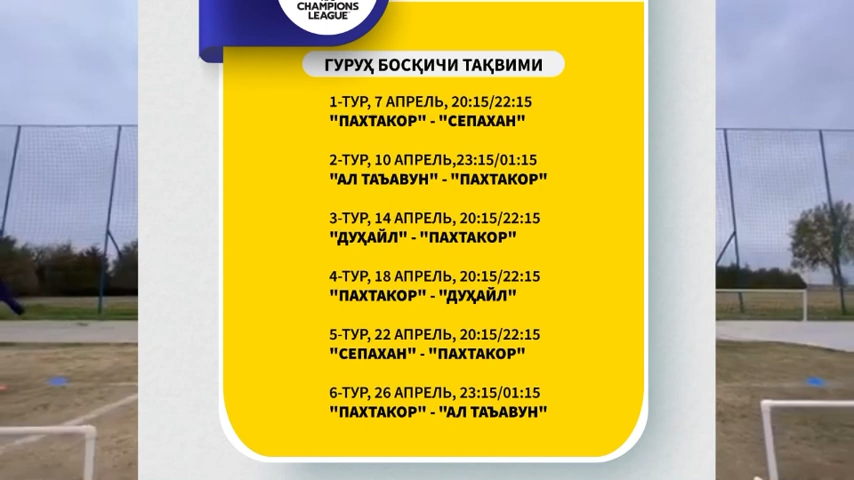 CHAMPIONS
LEAGUE
ГУРУҲ БОСҚИЧИ ТАҚВИМИ
1-ТУР, 7 АПРЕЛЬ, 20:15/22:15
"ПАХТАКОР" - "СЕПАХАН"
2-ТУР, 10 АПРЕЛЬ,23:15/01:15
"АЛ ТАЪАВУН" - "ПАХТАКОР"
3-ТУР, 14 АПРЕЛЬ, 20:15/22:15
"ДУҲАЙЛ" - "ПАХТАКОР"
4-ТУР, 18 АПРЕЛЬ, 20:15/22:15
"ПАХТАКОР" - "ДУҲАЙЛ"
5-ТУР, 22 АПРЕЛЬ, 20:15/22:15
"СЕПАХАН" - "ПАХТАКОР"
6-ТУР, 26 АПРЕЛЬ, 23:15/01:15
"ПАХТАКОР" - "АЛ ТАЪАВУН"